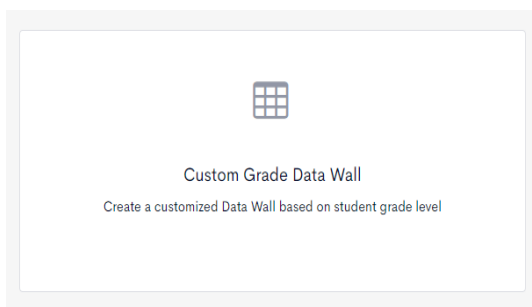 Custom Grade Data Wall
Create a customized Data Wall based on student grade level